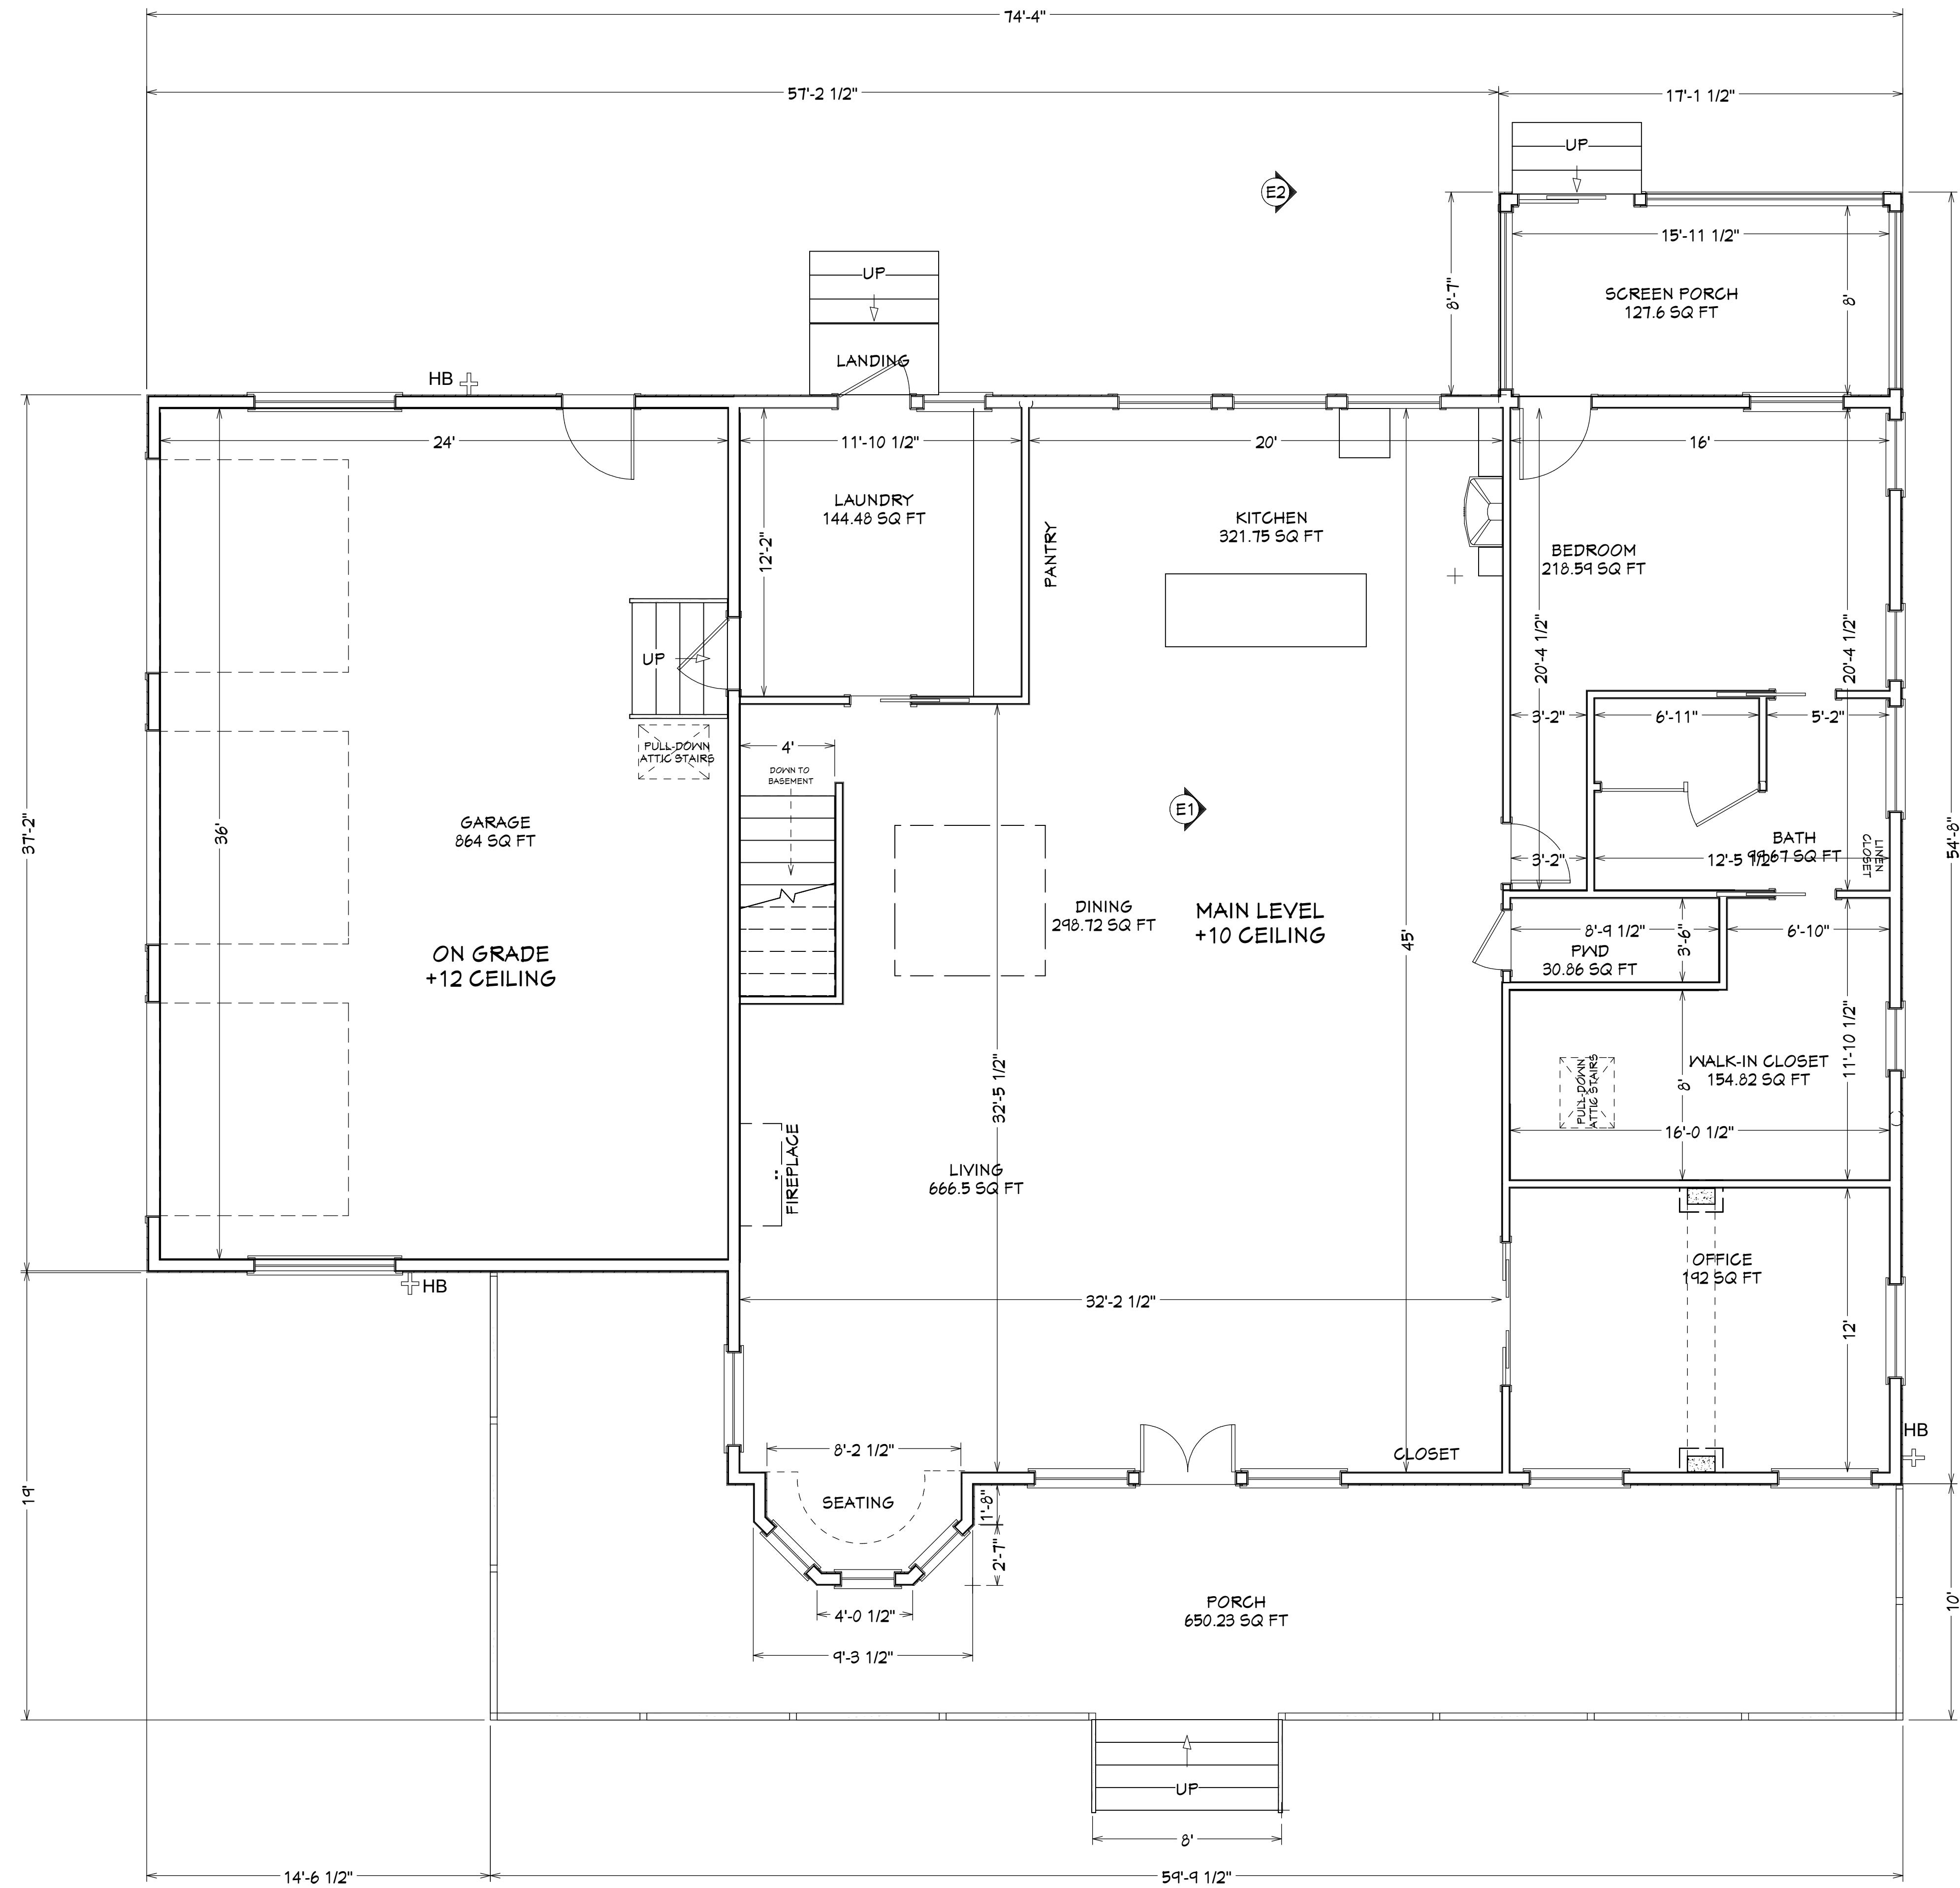 74'-4"
57'-2 1/2"
17'-1 1/2"
UP
E2
15'-11 1/2"
8'-7"
SCREEN PORCH
127.6 SQ FT
8'
UP
LANDING
HB
24'
11'-10 1/2"
20'
16'
LAUNDRY
144.48 SQ FT
KITCHEN
321.75 SQ FT
12'-2"
PANTRY
BEDROOM
218.59 SQ FT
20'-4 1/2"
20'-4 1/2"
UP
3'-2"
6'-11"
5'-2"
PULL-DOWN
ATTIC STAIRS
4'
DOWN TO
BASEMENT
E1
37'-2"
36'
GARAGE
864 SQ FT
BATH
99.67 SQ FT
LINEN
CLOSET
3'-2"
12'-5 1/2"
54'-8"
DINING
298.72 SQ FT
MAIN LEVEL
+10 CEILING
45'
8'-9 1/2"
3'-6"
6'-10"
PWD
30.86 SQ FT
ON GRADE
+12 CEILING
11'-10 1/2"
WALK-IN CLOSET
154.82 SQ FT
8'
PULL-DOWN
ATTIC STAIRS
32'-5 1/2"
16'-0 1/2"
FIREPLACE
LIVING
666.5 SQ FT
OFFICE
192 SQ FT
HB
32'-2 1/2"
12'
HB
8'-2 1/2"
CLOSET
SEATING
1'-8"
19'
2'-7"
PORCH
650.23 SQ FT
10'
4'-0 1/2"
9'-3 1/2"
UP
8'
14'-6 1/2"
59'-9 1/2"